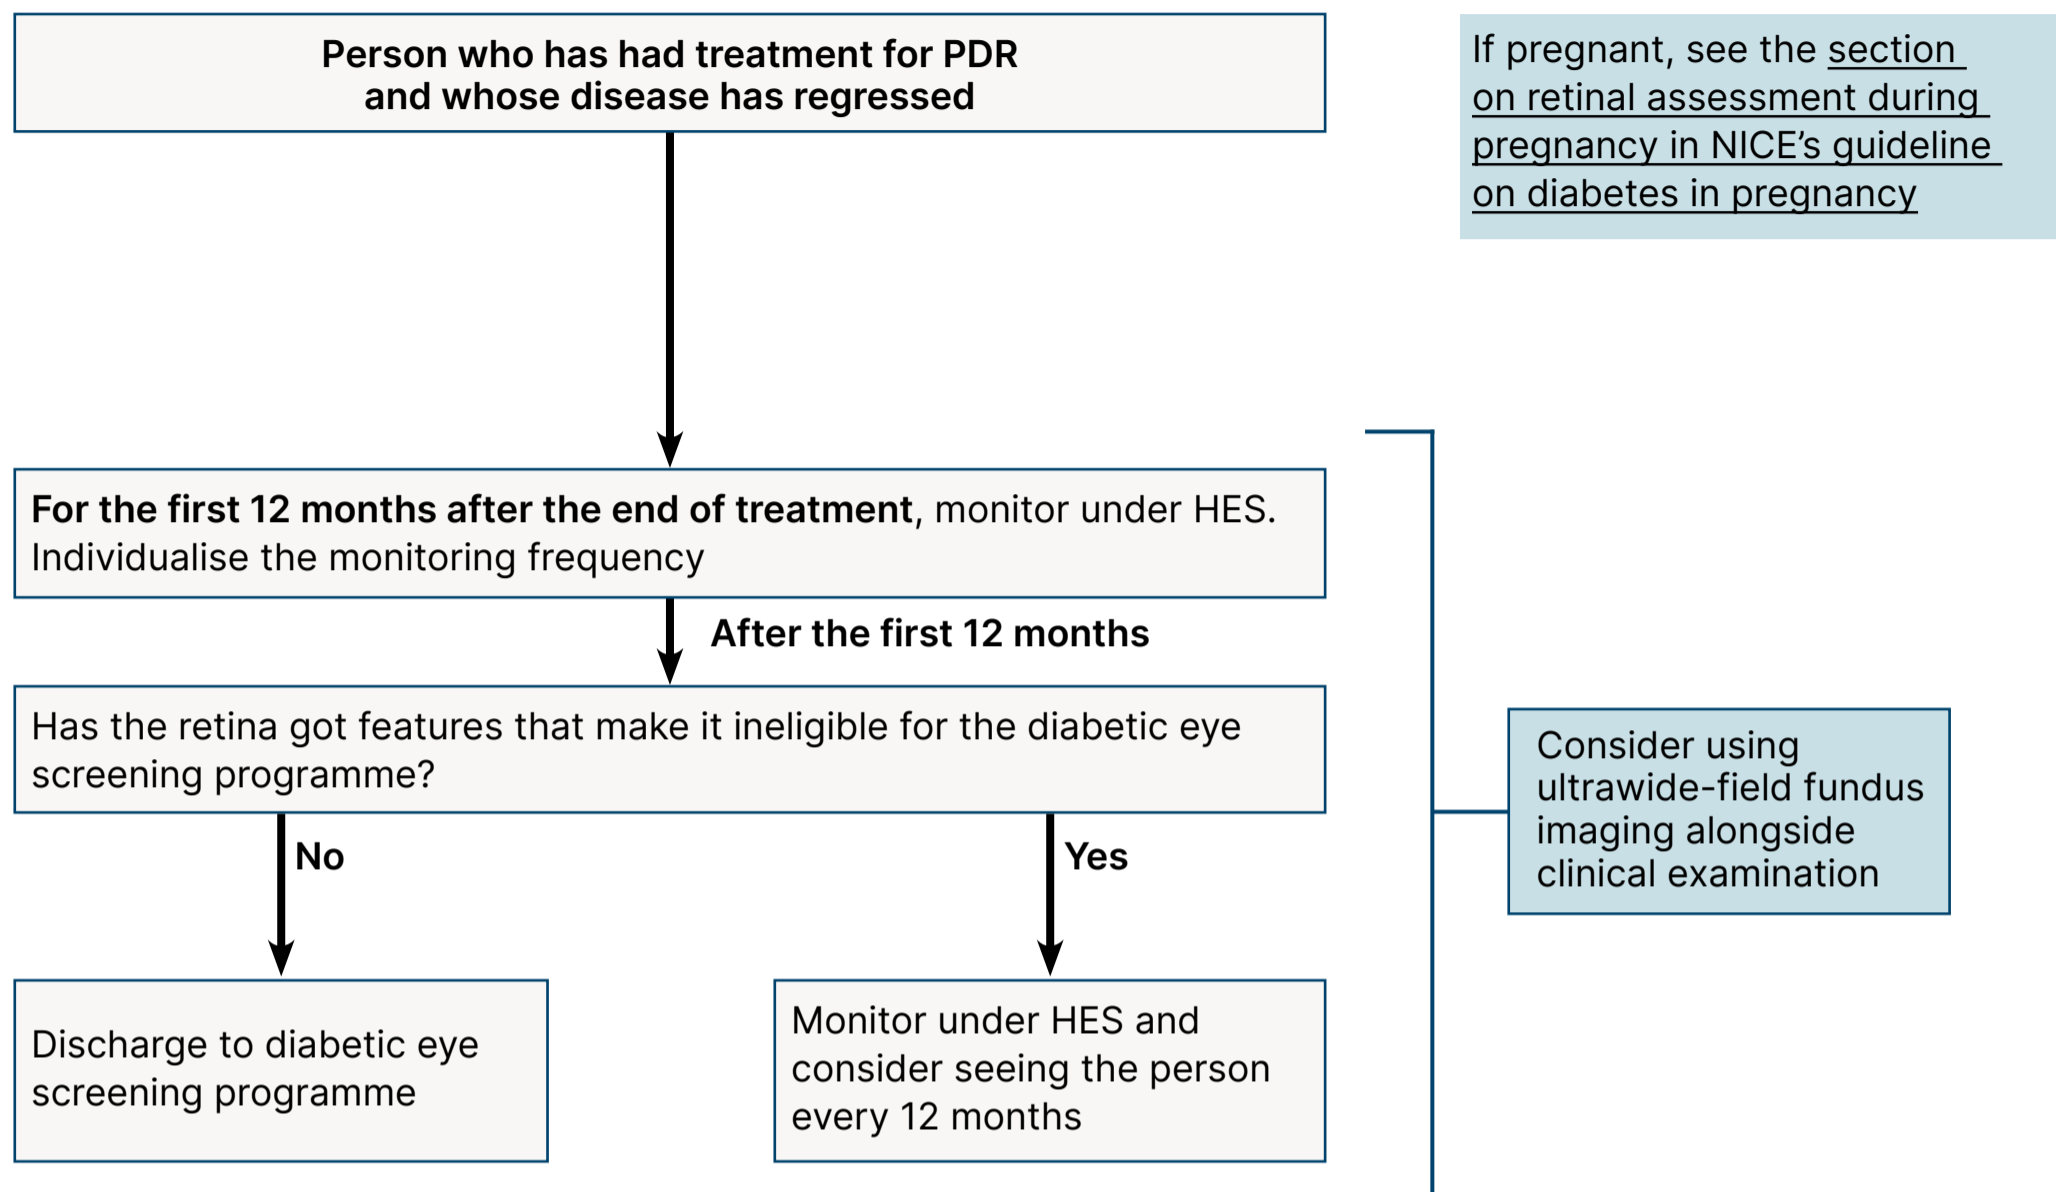 Person who has had treatment for PDR
and whose disease has regressed
If pregnant, see the section
on retinal assessment during
pregnancy in NICE’s guideline
on diabetes in pregnancy
For the first 12 months after the end of treatment, monitor under HES.
Individualise the monitoring frequency
After the first 12 months
Has the retina got features that make it ineligible for the diabetic eye
screening programme?
No
Yes
Discharge to diabetic eye
screening programme
Monitor under HES and
consider seeing the person
every 12 months
Consider using
ultrawide-field fundus
imaging alongside
clinical examination